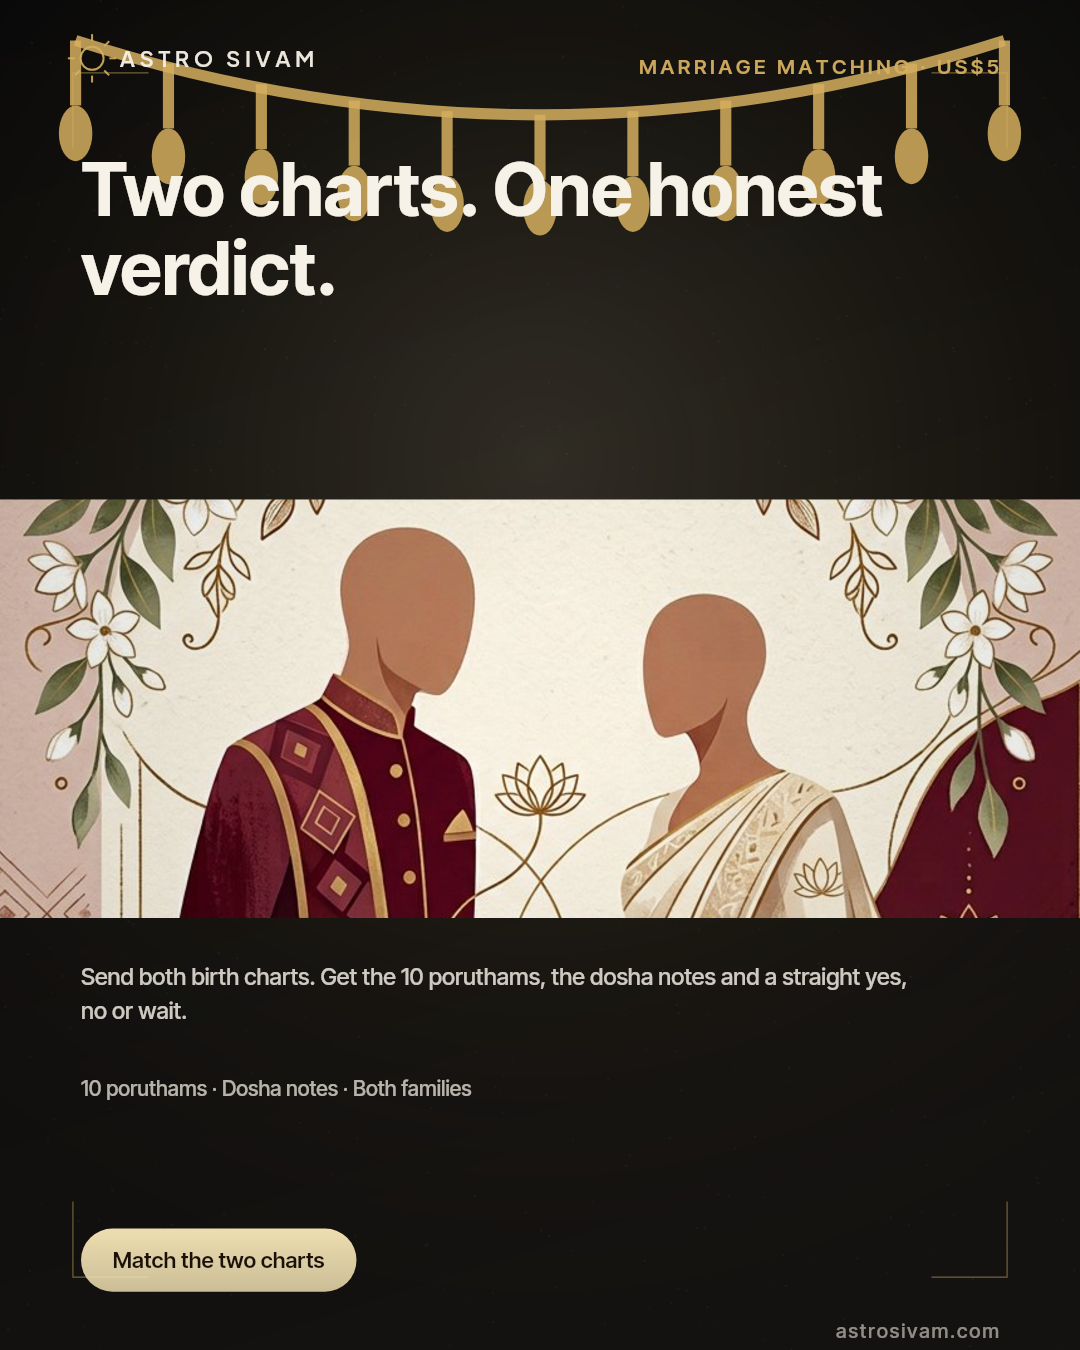 ASTRO SIVAM
MARRIAGE MATCHING · US$5
Two charts. One honest
verdict.
Send both birth charts. Get the 10 poruthams, the dosha notes and a straight yes,
no or wait.
10 poruthams · Dosha notes · Both families
Match the two charts
astrosivam.com